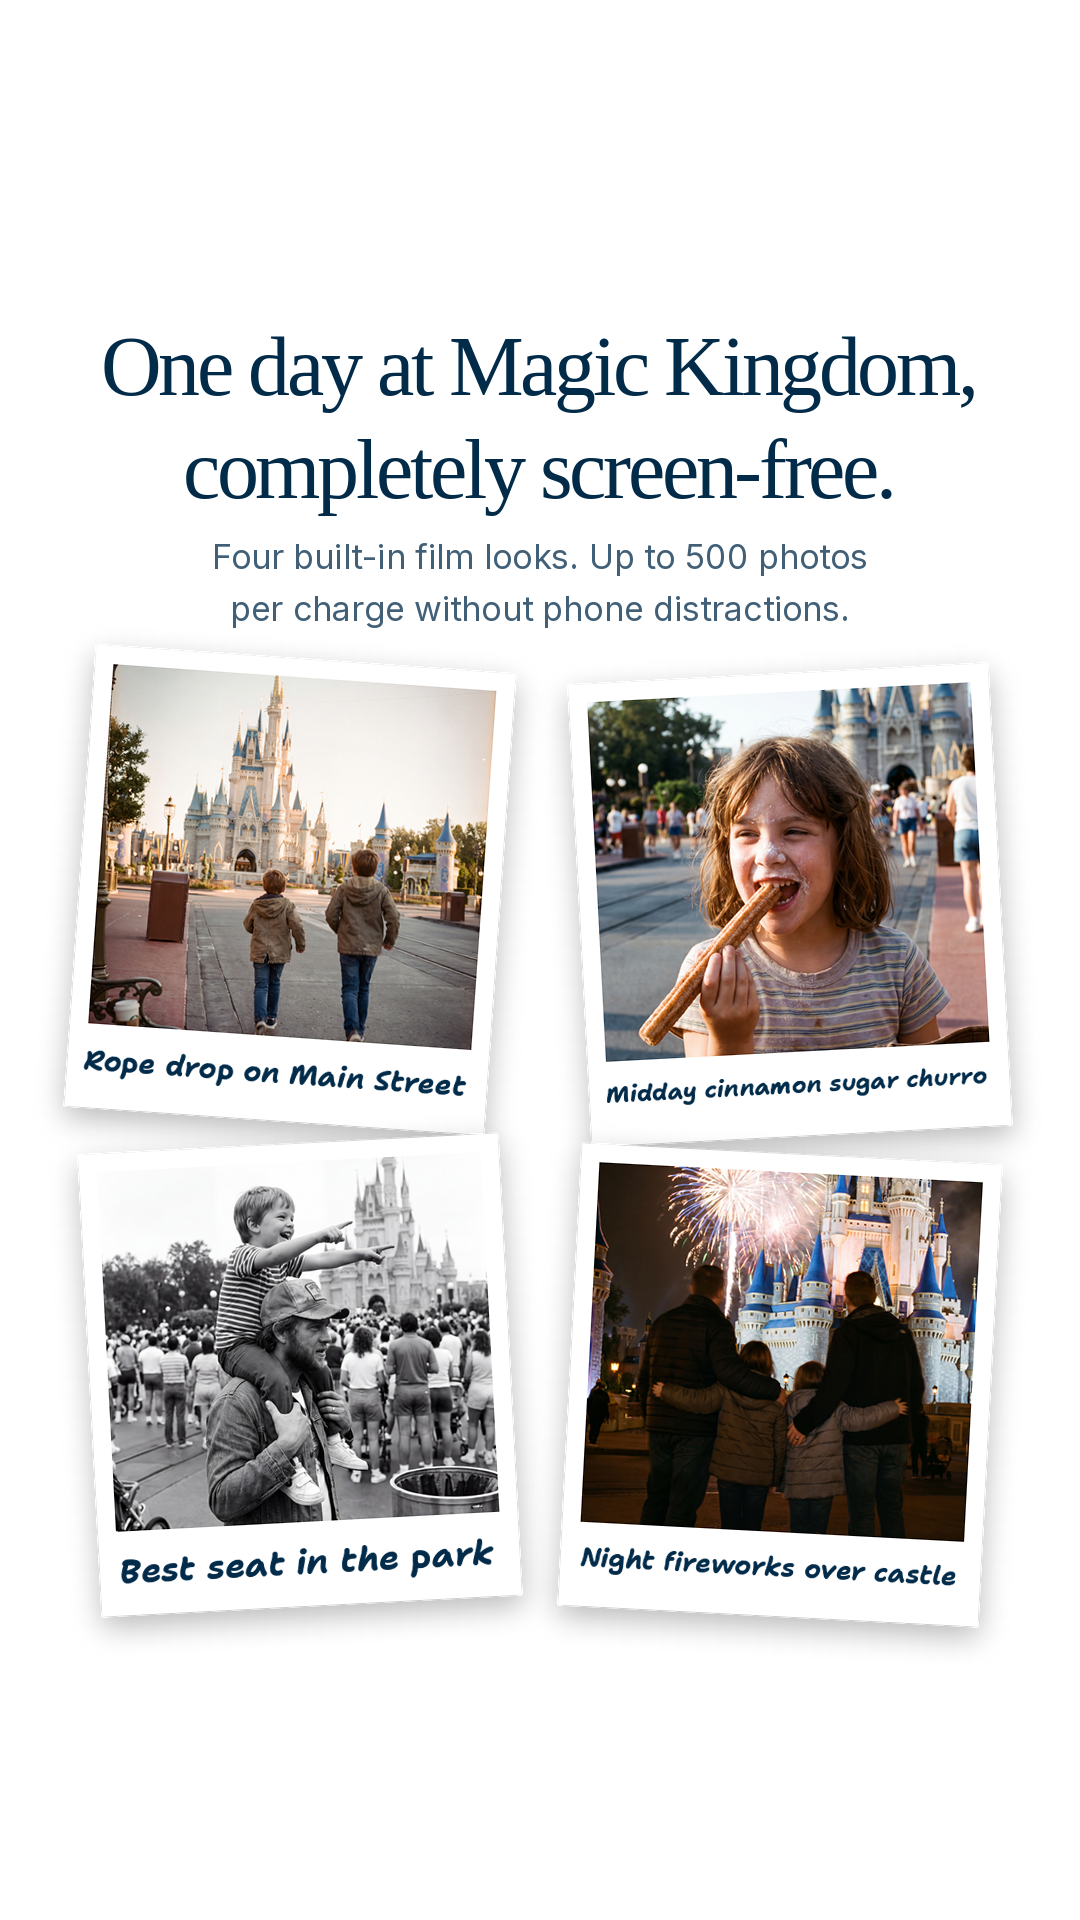 One day at Magic Kingdom,
completely screen-free.
Four built-in film looks. Up to 500 photos
per charge without phone distractions.
Rope drop on Main Street
Midday cinnamon sugar churro
Best seat in the park
Night fireworks over castle